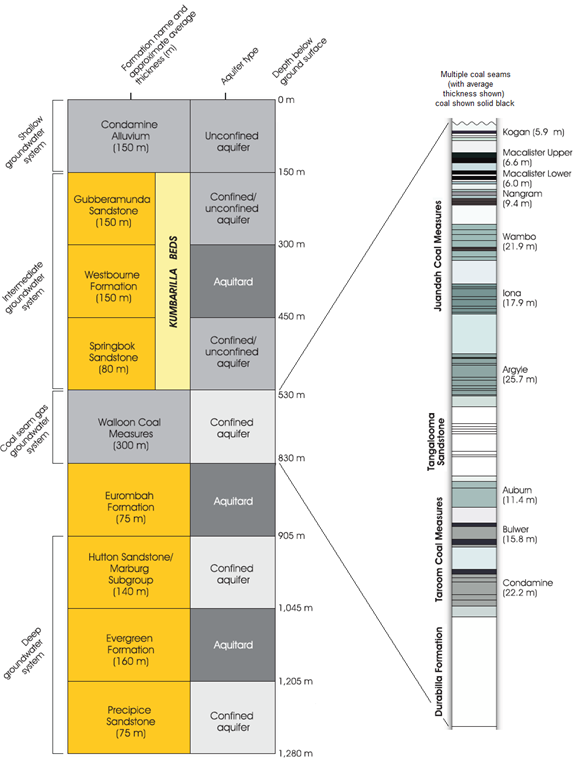 Formation name and
approximate average
thickness (m)
Aquifer type
Depth below
ground surface
Shallow
groundwater
system
Condamine
Alluvium
(150 m)
Unconfined
aquifer
0 m
150 m
Intermediate
groundwater
system
Gubberamunda
Sandstone
(150 m)
KUMBARILLA BEDS
Confined/
unconfined
aquifer
300 m
Westbourne
Formation
(150 m)
Aquitard
450 m
Springbok
Sandstone
(80 m)
Confined/
unconfined
aquifer
530 m
Coal seam gas
groundwater
system
Walloon Coal
Measures
(300 m)
Confined
aquifer
830 m
Eurombah
Formation
(75 m)
Aquitard
905 m
Deep
groundwater
system
Hutton Sandstone/
Marburg
Subgroup
(140 m)
Confined
aquifer
1,045 m
Evergreen
Formation
(160 m)
Aquitard
1,205 m
Precipice
Sandstone
(75 m)
Confined
aquifer
1,280 m
Multiple coal seams
(with average
thickness shown)
coal shown solid black
Juandah Coal Measures
Kogan (5.9 m)
Macalister Upper
(6.6 m)
Macalister Lower
(6.0 m)
Nangram
(9.4 m)
Wambo
(21.9 m)
Iona
(17.9 m)
Argyle
(25.7 m)
Tangalooma
Sandstone
Taroom Coal Measures
Auburn
(11.4 m)
Bulwer
(15.8 m)
Condamine
(22.2 m)
Durabilla Formation